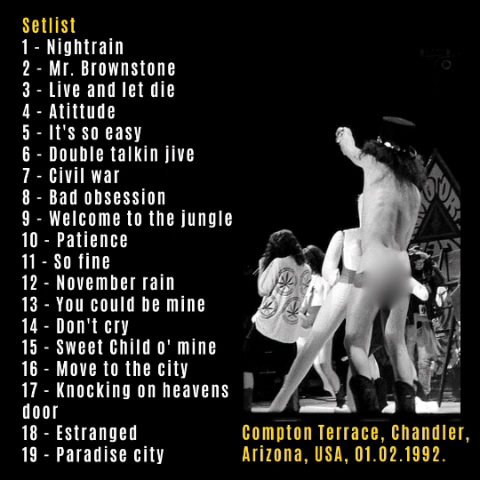 Setlist
1 - Nightrain
2 - Mr. Brownstone
3 - Live and let die
4 - Atittude
5 - It's so easy
6 - Double talkin jive
7 - Civil war
8 - Bad obsession
9 - Welcome to the jungle
10 - Patience
11 - So fine
12 - November rain
13 - You could be mine
14 - Don't cry
15 - Sweet Child o' mine
16 - Move to the city
17 - Knocking on heavens
door
18 - Estranged
19 - Paradise city
Compton Terrace, Chandler,
Arizona, USA, 01.02.1992.